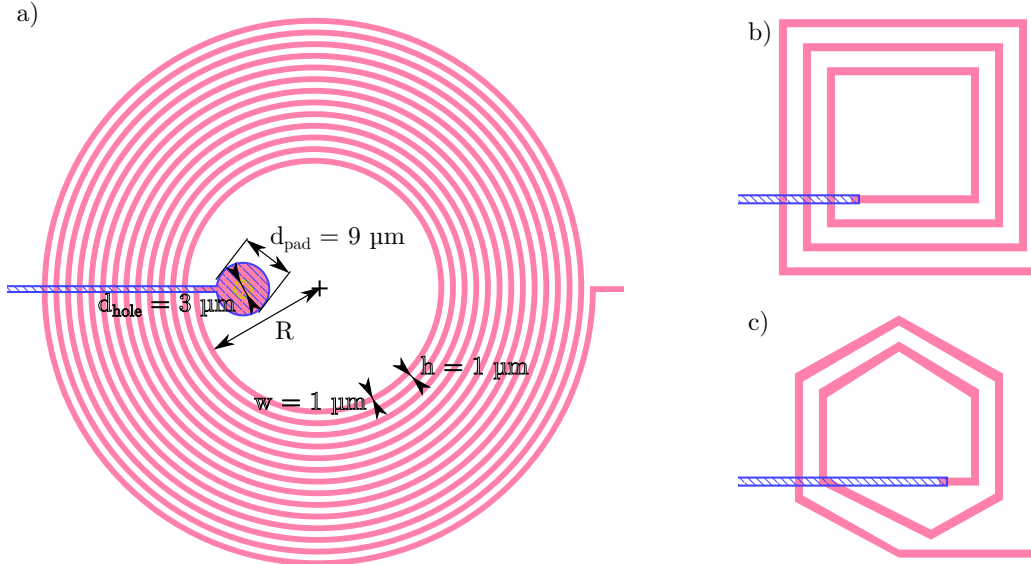 a)
b)
d_pad = 9 µm
d_hole = 3 µm
R
c)
h = 1 µm
w = 1 µm